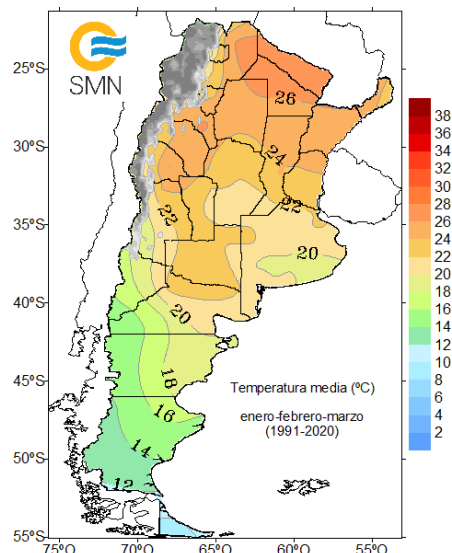 SMN
25°S
30°S
35°S
40°S
45°S
50°S
55°S
26
24
22
22
20
20
18
16
14
12
38
36
34
32
30
28
26
24
22
20
18
16
14
12
10
8
6
4
2
Temperatura media (ºC)
enero-febrero-marzo
(1991-2020)
75°O 70°O 65°O 60°O 55°O